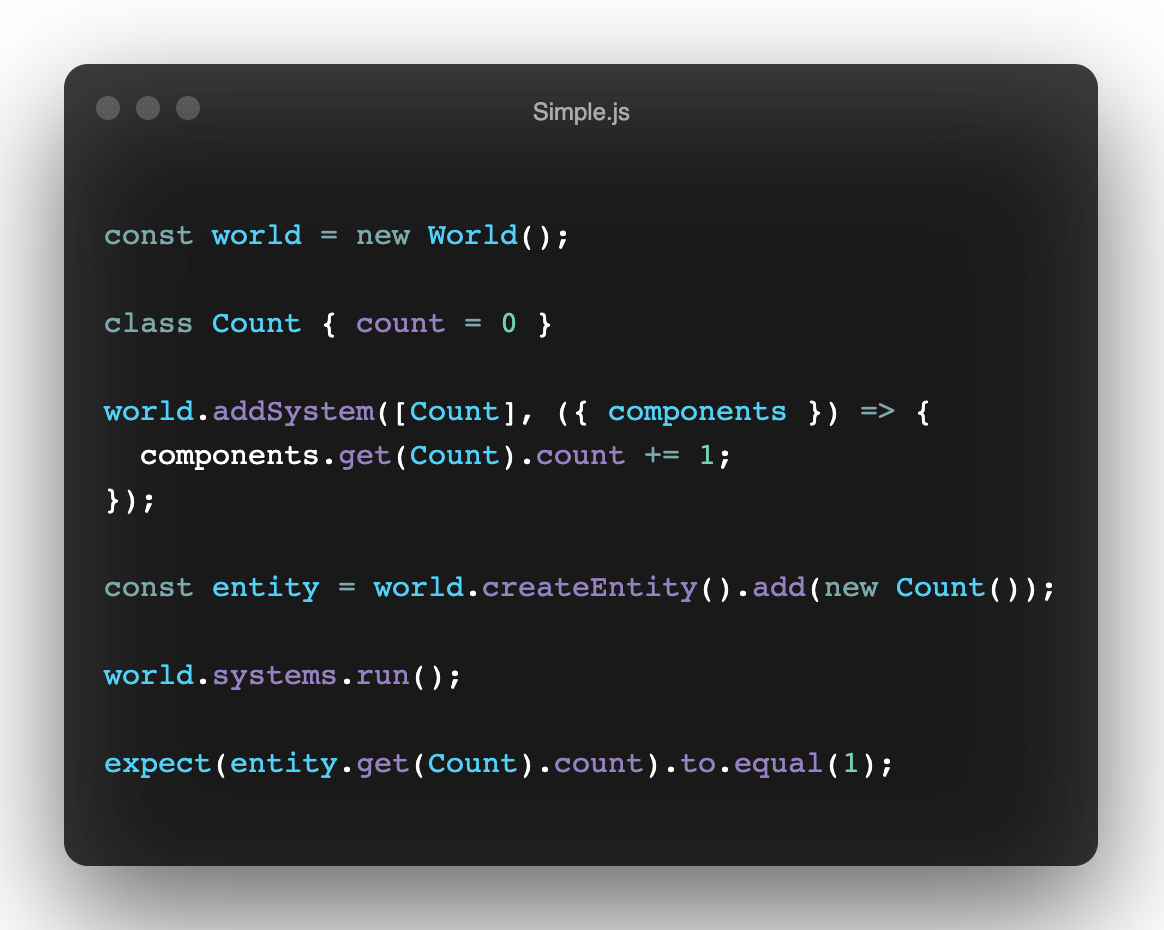 Simple.js
const world = new World();
class Count { count = 0 }
world.addSystem([Count], ({ components }) => {
  components.get(Count).count += 1;
});
const entity = world.createEntity().add(new Count());
world.systems.run();
expect(entity.get(Count).count).to.equal(1);